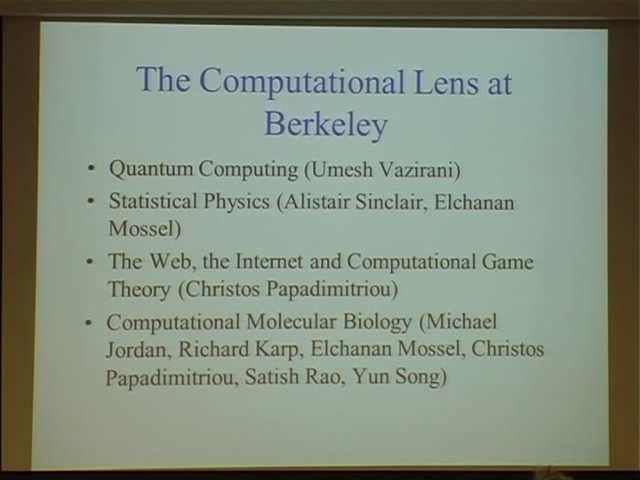 The Computational Lens at
Berkeley
• Quantum Computing (Umesh Vazirani)
• Statistical Physics (Alistair Sinclair, Elchanan
Mossel)
• The Web, the Internet and Computational Game
Theory (Christos Papadimitriou)
• Computational Molecular Biology (Michael
Jordan, Richard Karp, Elchanan Mossel, Christos
Papadimitriou, Satish Rao, Yun Song)